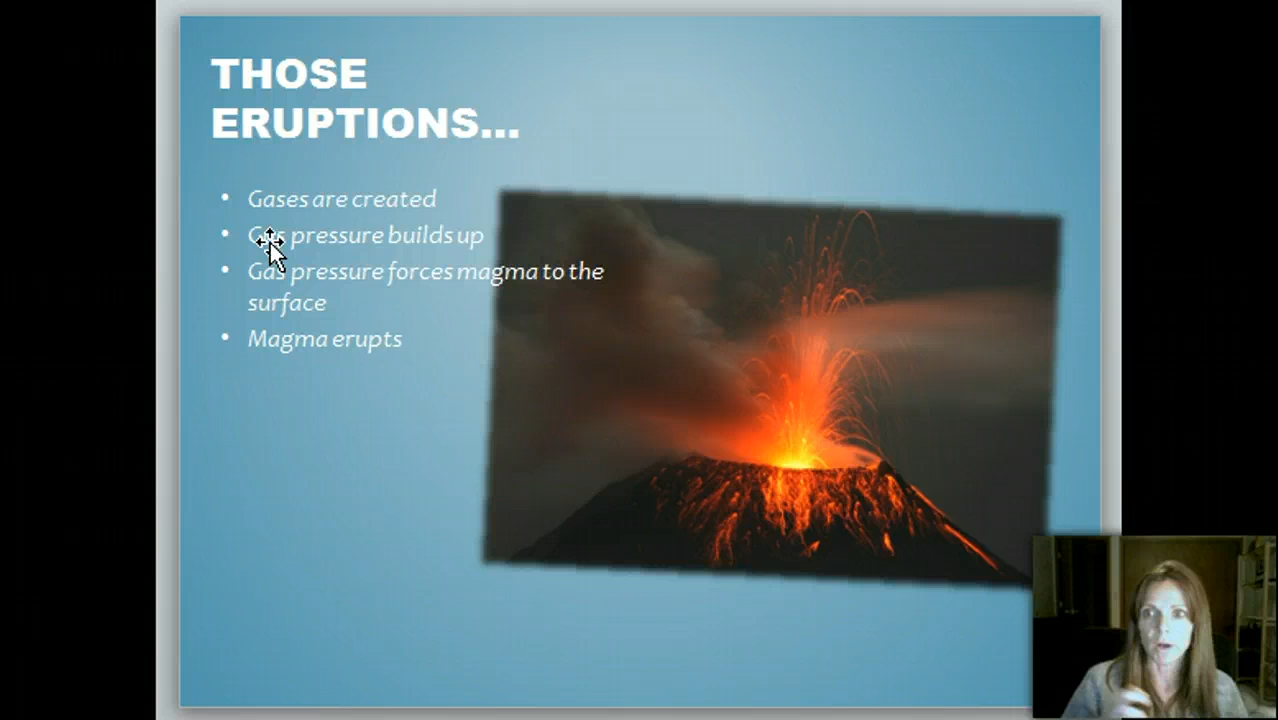 THOSE
ERUPTIONS...
• Gases are created
• Gas pressure builds up
• Gas pressure forces magma to the
surface
• Magma erupts